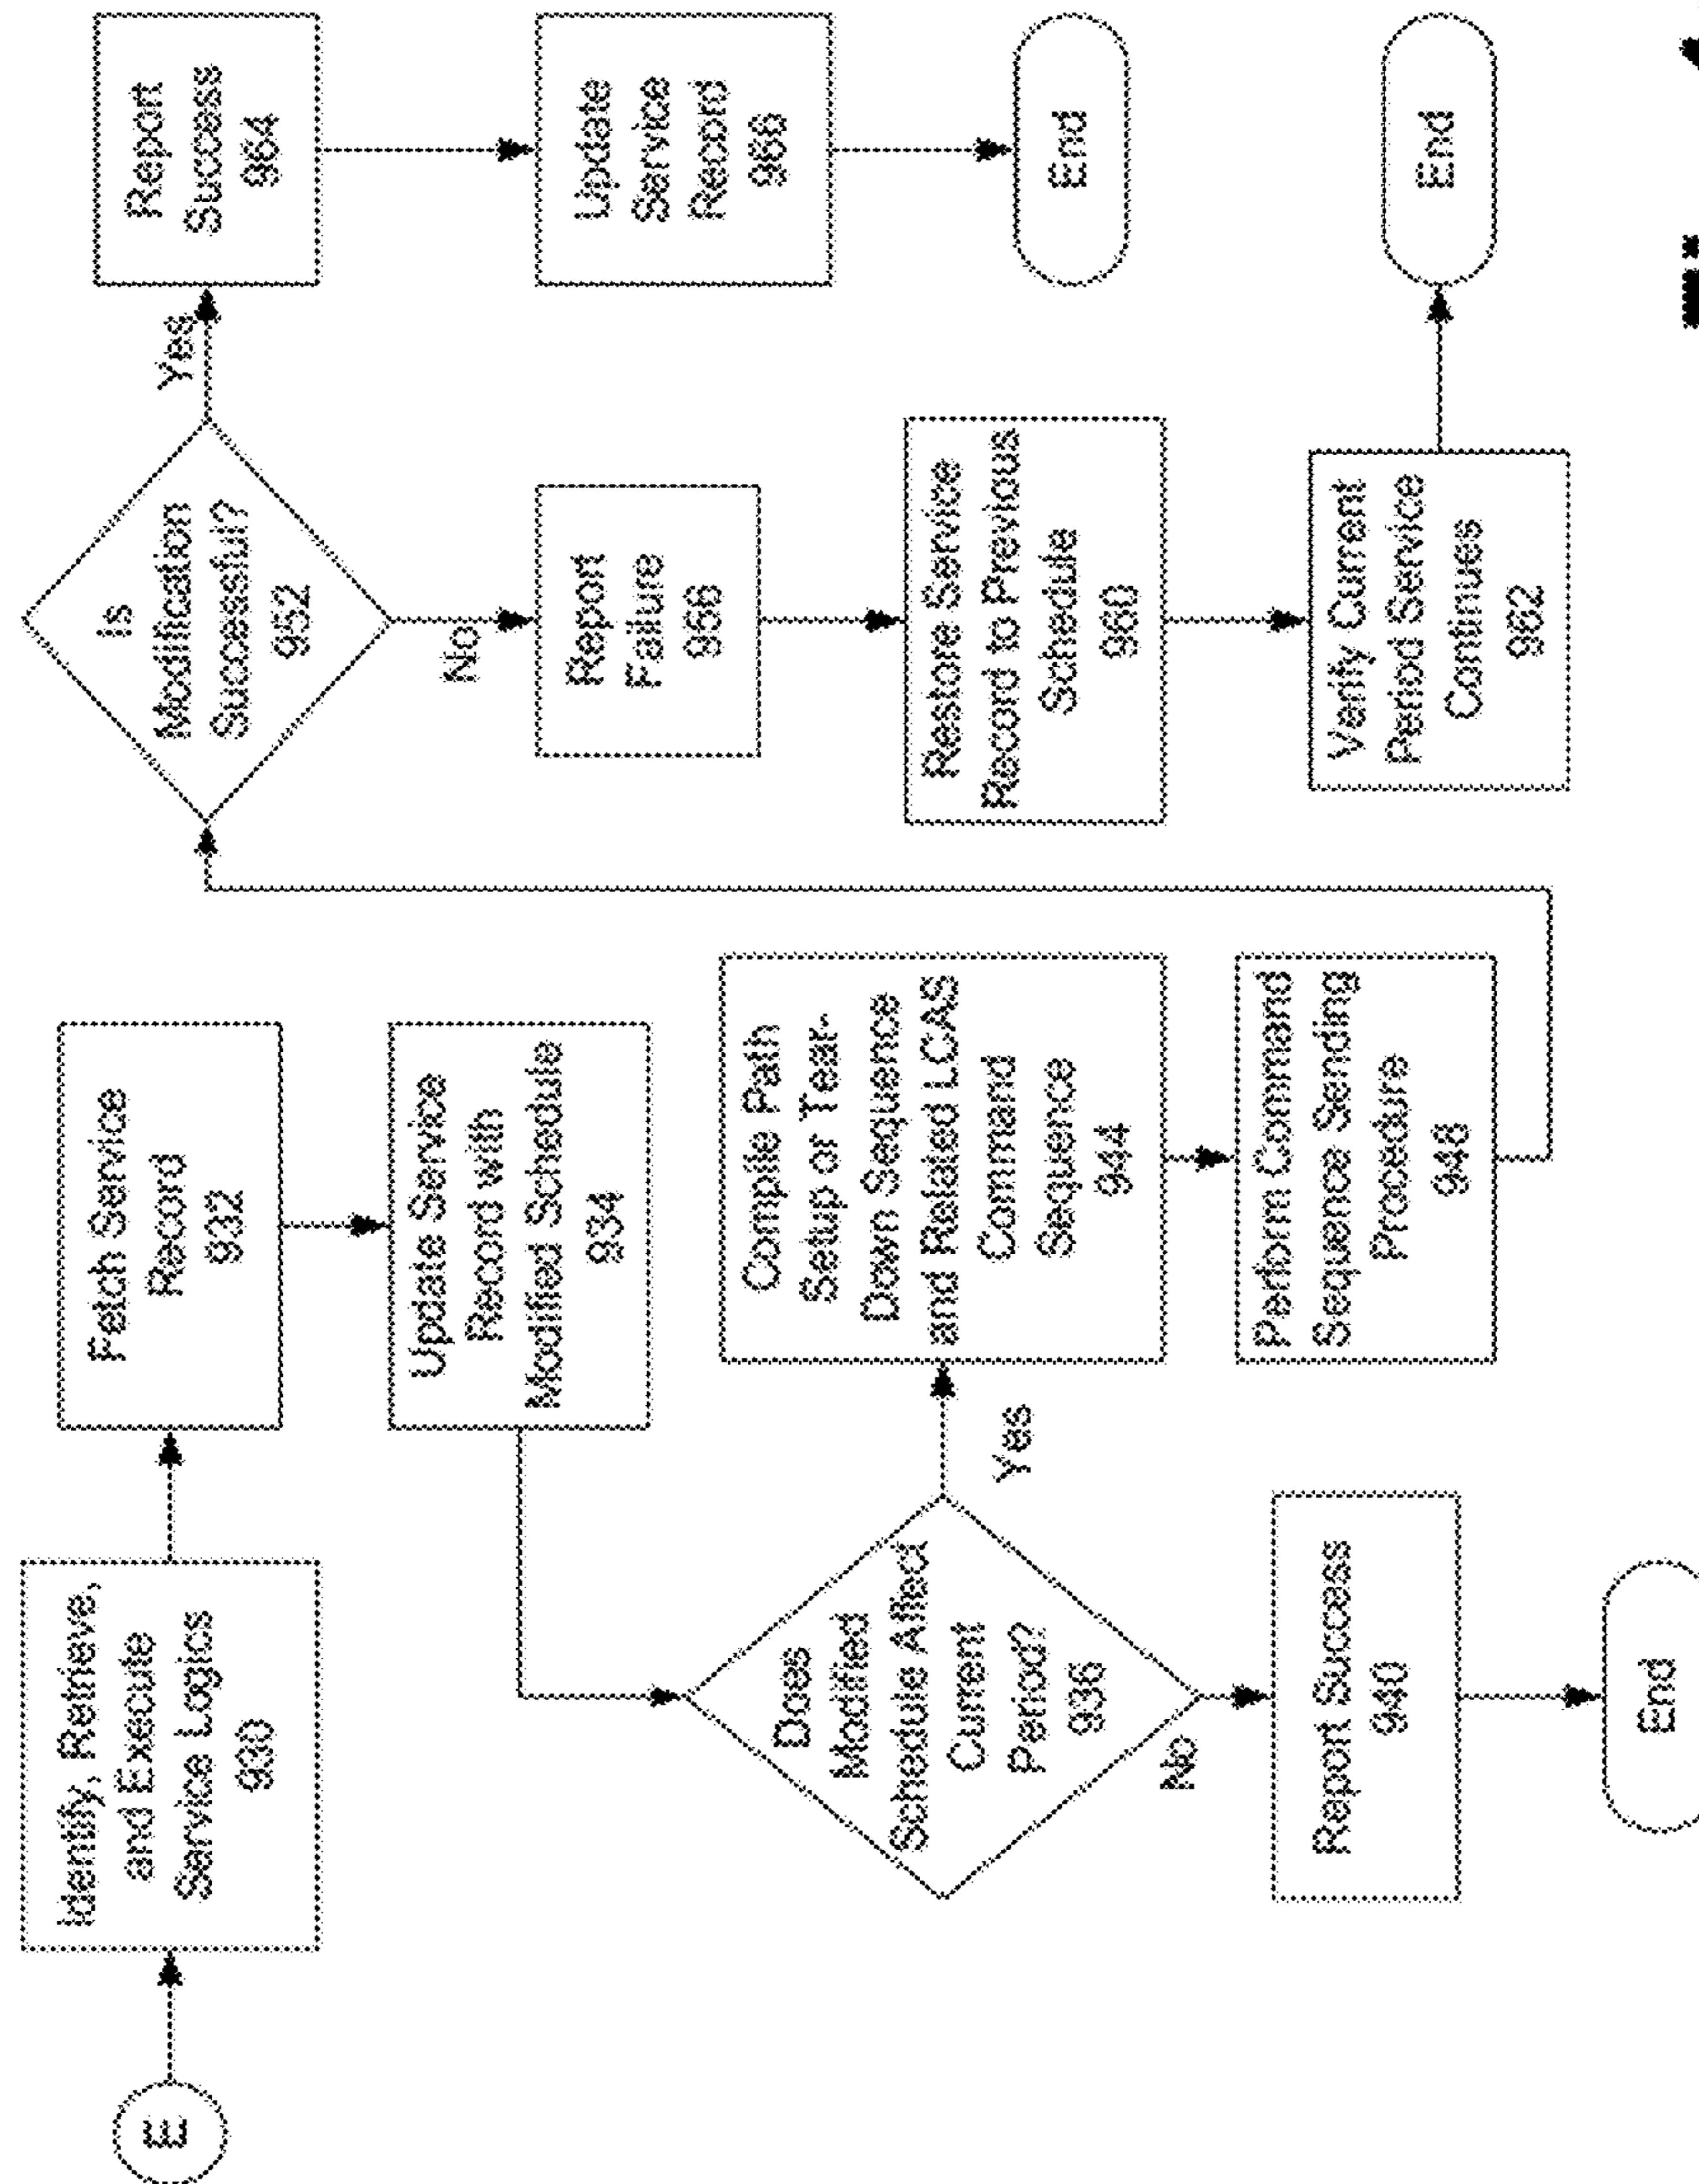 E
Identify, Retrieve,
and Execute
Service Logics
930
Fetch Service
Record
932
Update Service
Record with
Modified Schedule
934
Does
Modified
Schedule Affect
Current
Period?
936
Yes
No
Report Success
940
End
Compile Path
Setup or Tear-
Down Sequence
and Related LCAS
Command
Sequence
944
Perform Command
Sequence Sending
Procedure
948
Is
Modification
Successful?
952
Yes
No
Report
Failure
Restore Service
Record to Previous
Schedule
960
Verify Current
Period Service
Continues
962
End
Report
Success
964
Update
Service
Record
End